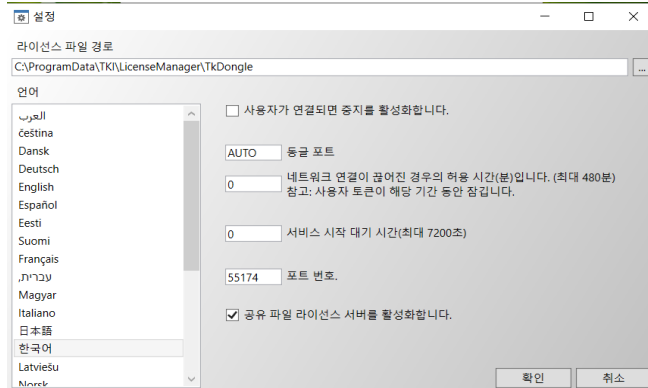 설정
라이선스 파일 경로
C:\ProgramData\TKI\LicenseManager\TkDongle
...
언어
العرب
čeština
Dansk
Deutsch
English
Español
Eesti
Suomi
Français
עברית,
Magyar
Italiano
日本語
한국어
Latviešu
Norsk
사용자가 연결되면 중지를 활성화합니다.
AUTO 동글 포트
0 네트워크 연결이 끊어진 경우의 허용 시간(분)입니다. (최대 480분)
참고: 사용자 토큰이 해당 기간 동안 잠깁니다.
0 서비스 시작 대기 시간(최대 7200초)
55174 포트 번호.
공유 파일 라이선스 서버를 활성화합니다.
확인 취소